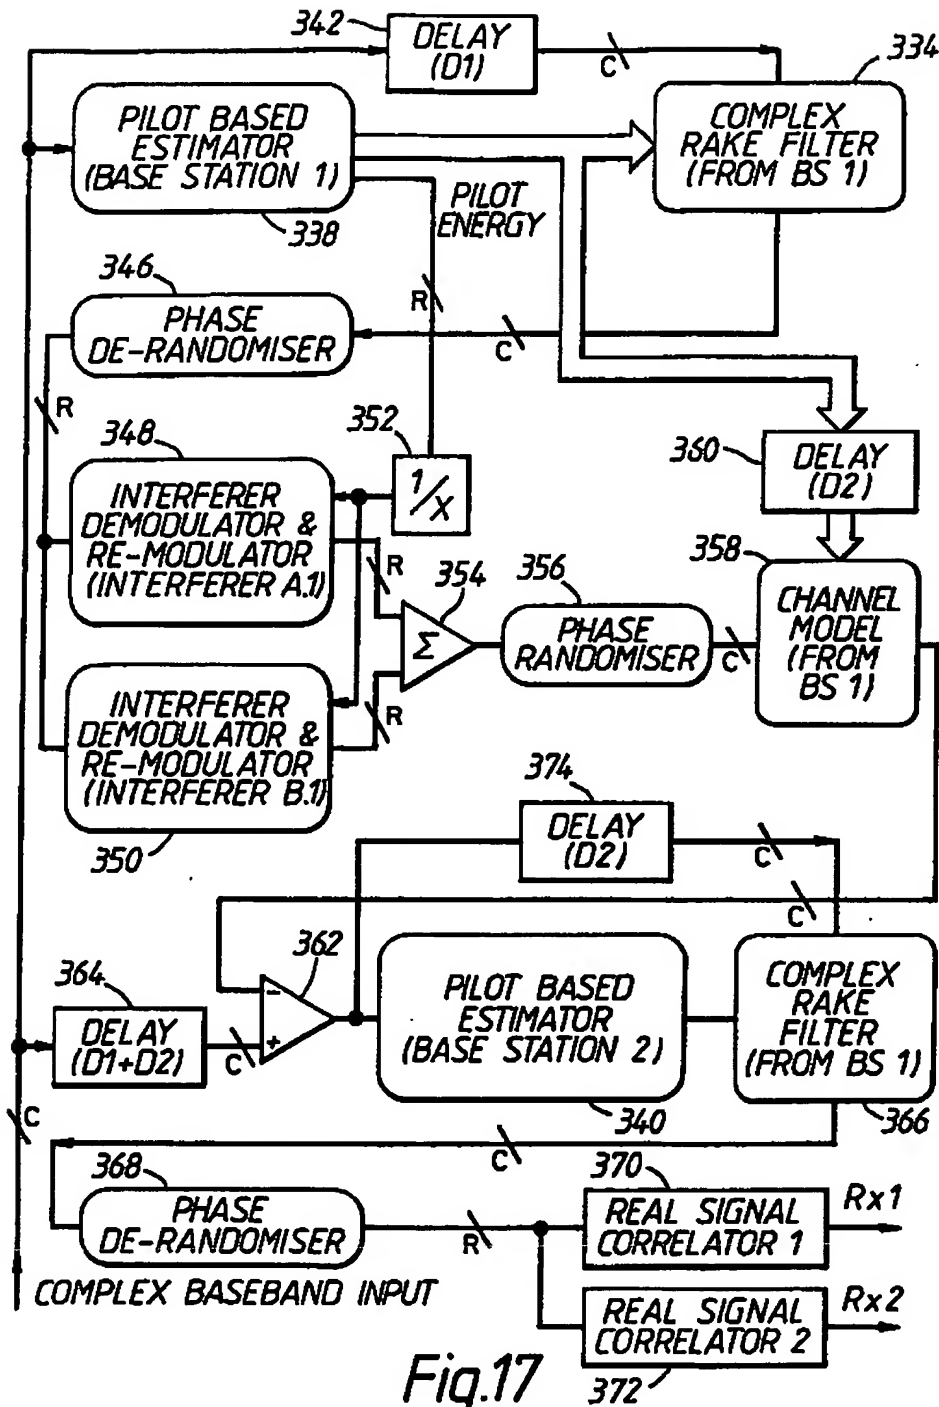 342
DELAY
(D1)
C
334
PILOT BASED
ESTIMATOR
(BASE STATION 1)
338
COMPLEX
RAKE FILTER
(FROM BS 1)
PILOT
ENERGY
346
R
PHASE
DE-RANDOMISER
C
R
348
352
1/X
360
DELAY
(D2)
INTERFERER
DEMODULATOR &
RE-MODULATOR
(INTERFERER A.1)
R
354
356
358
Σ
PHASE
RANDOMISER
C
CHANNEL
MODEL
(FROM
BS 1)
INTERFERER
DEMODULATOR &
RE-MODULATOR
(INTERFERER B.1)
R
350
374
DELAY
(D2)
C
C
364
362
DELAY
(D1+D2)
C
-
+
PILOT BASED
ESTIMATOR
(BASE STATION 2)
340
COMPLEX
RAKE
FILTER
(FROM BS 1)
366
C
C
368
PHASE
DE-RANDOMISER
R
370
REAL SIGNAL
CORRELATOR 1
Rx1
COMPLEX BASEBAND INPUT
REAL SIGNAL
CORRELATOR 2
Rx2
372
Fig.17